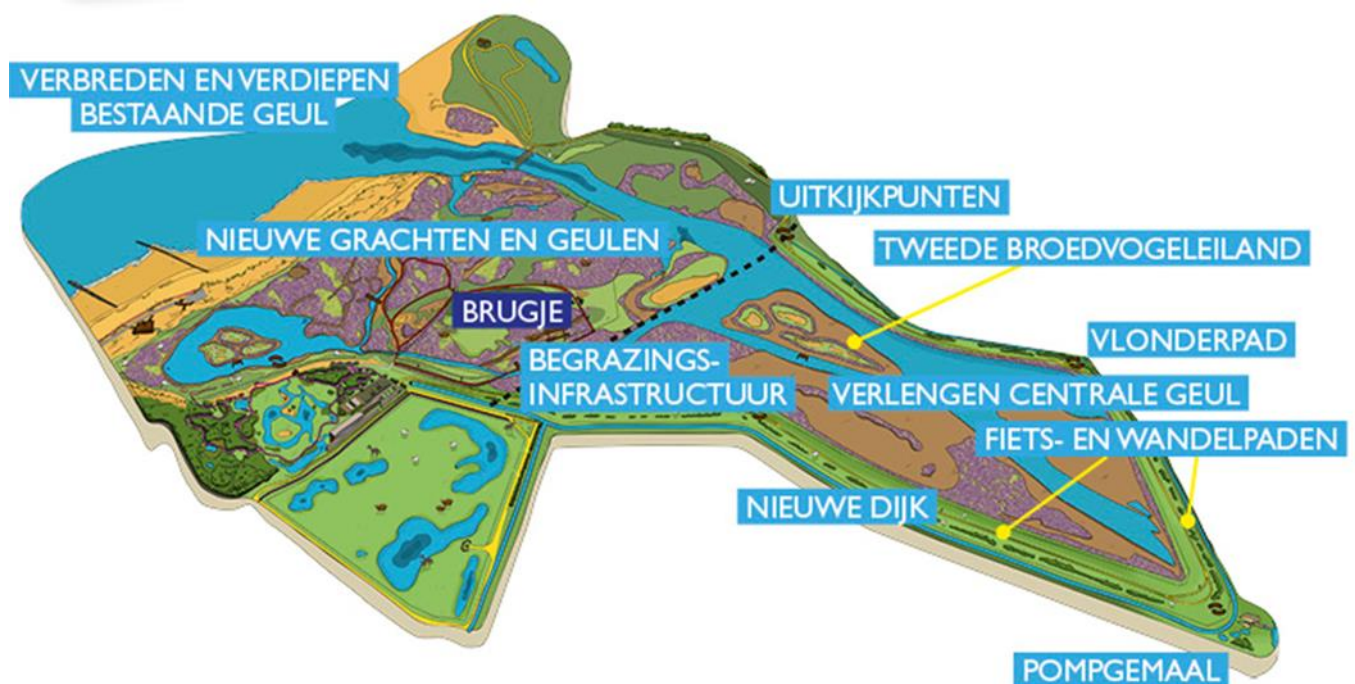 VERBREDEN EN VERDIEPEN
BESTAANDE GEUL
UITKIJKPUNTEN
NIEUWE GRACHTEN EN GEULEN
TWEEDE BROEDVOGELEILAND
BRUGJE
VLONDERPAD
BEGRAZINGS-
INFRASTRUCTUUR
VERLENGEN CENTRALE GEUL
FIETS- EN WANDELPADEN
NIEUWE DIJK
POMPGEMAAL